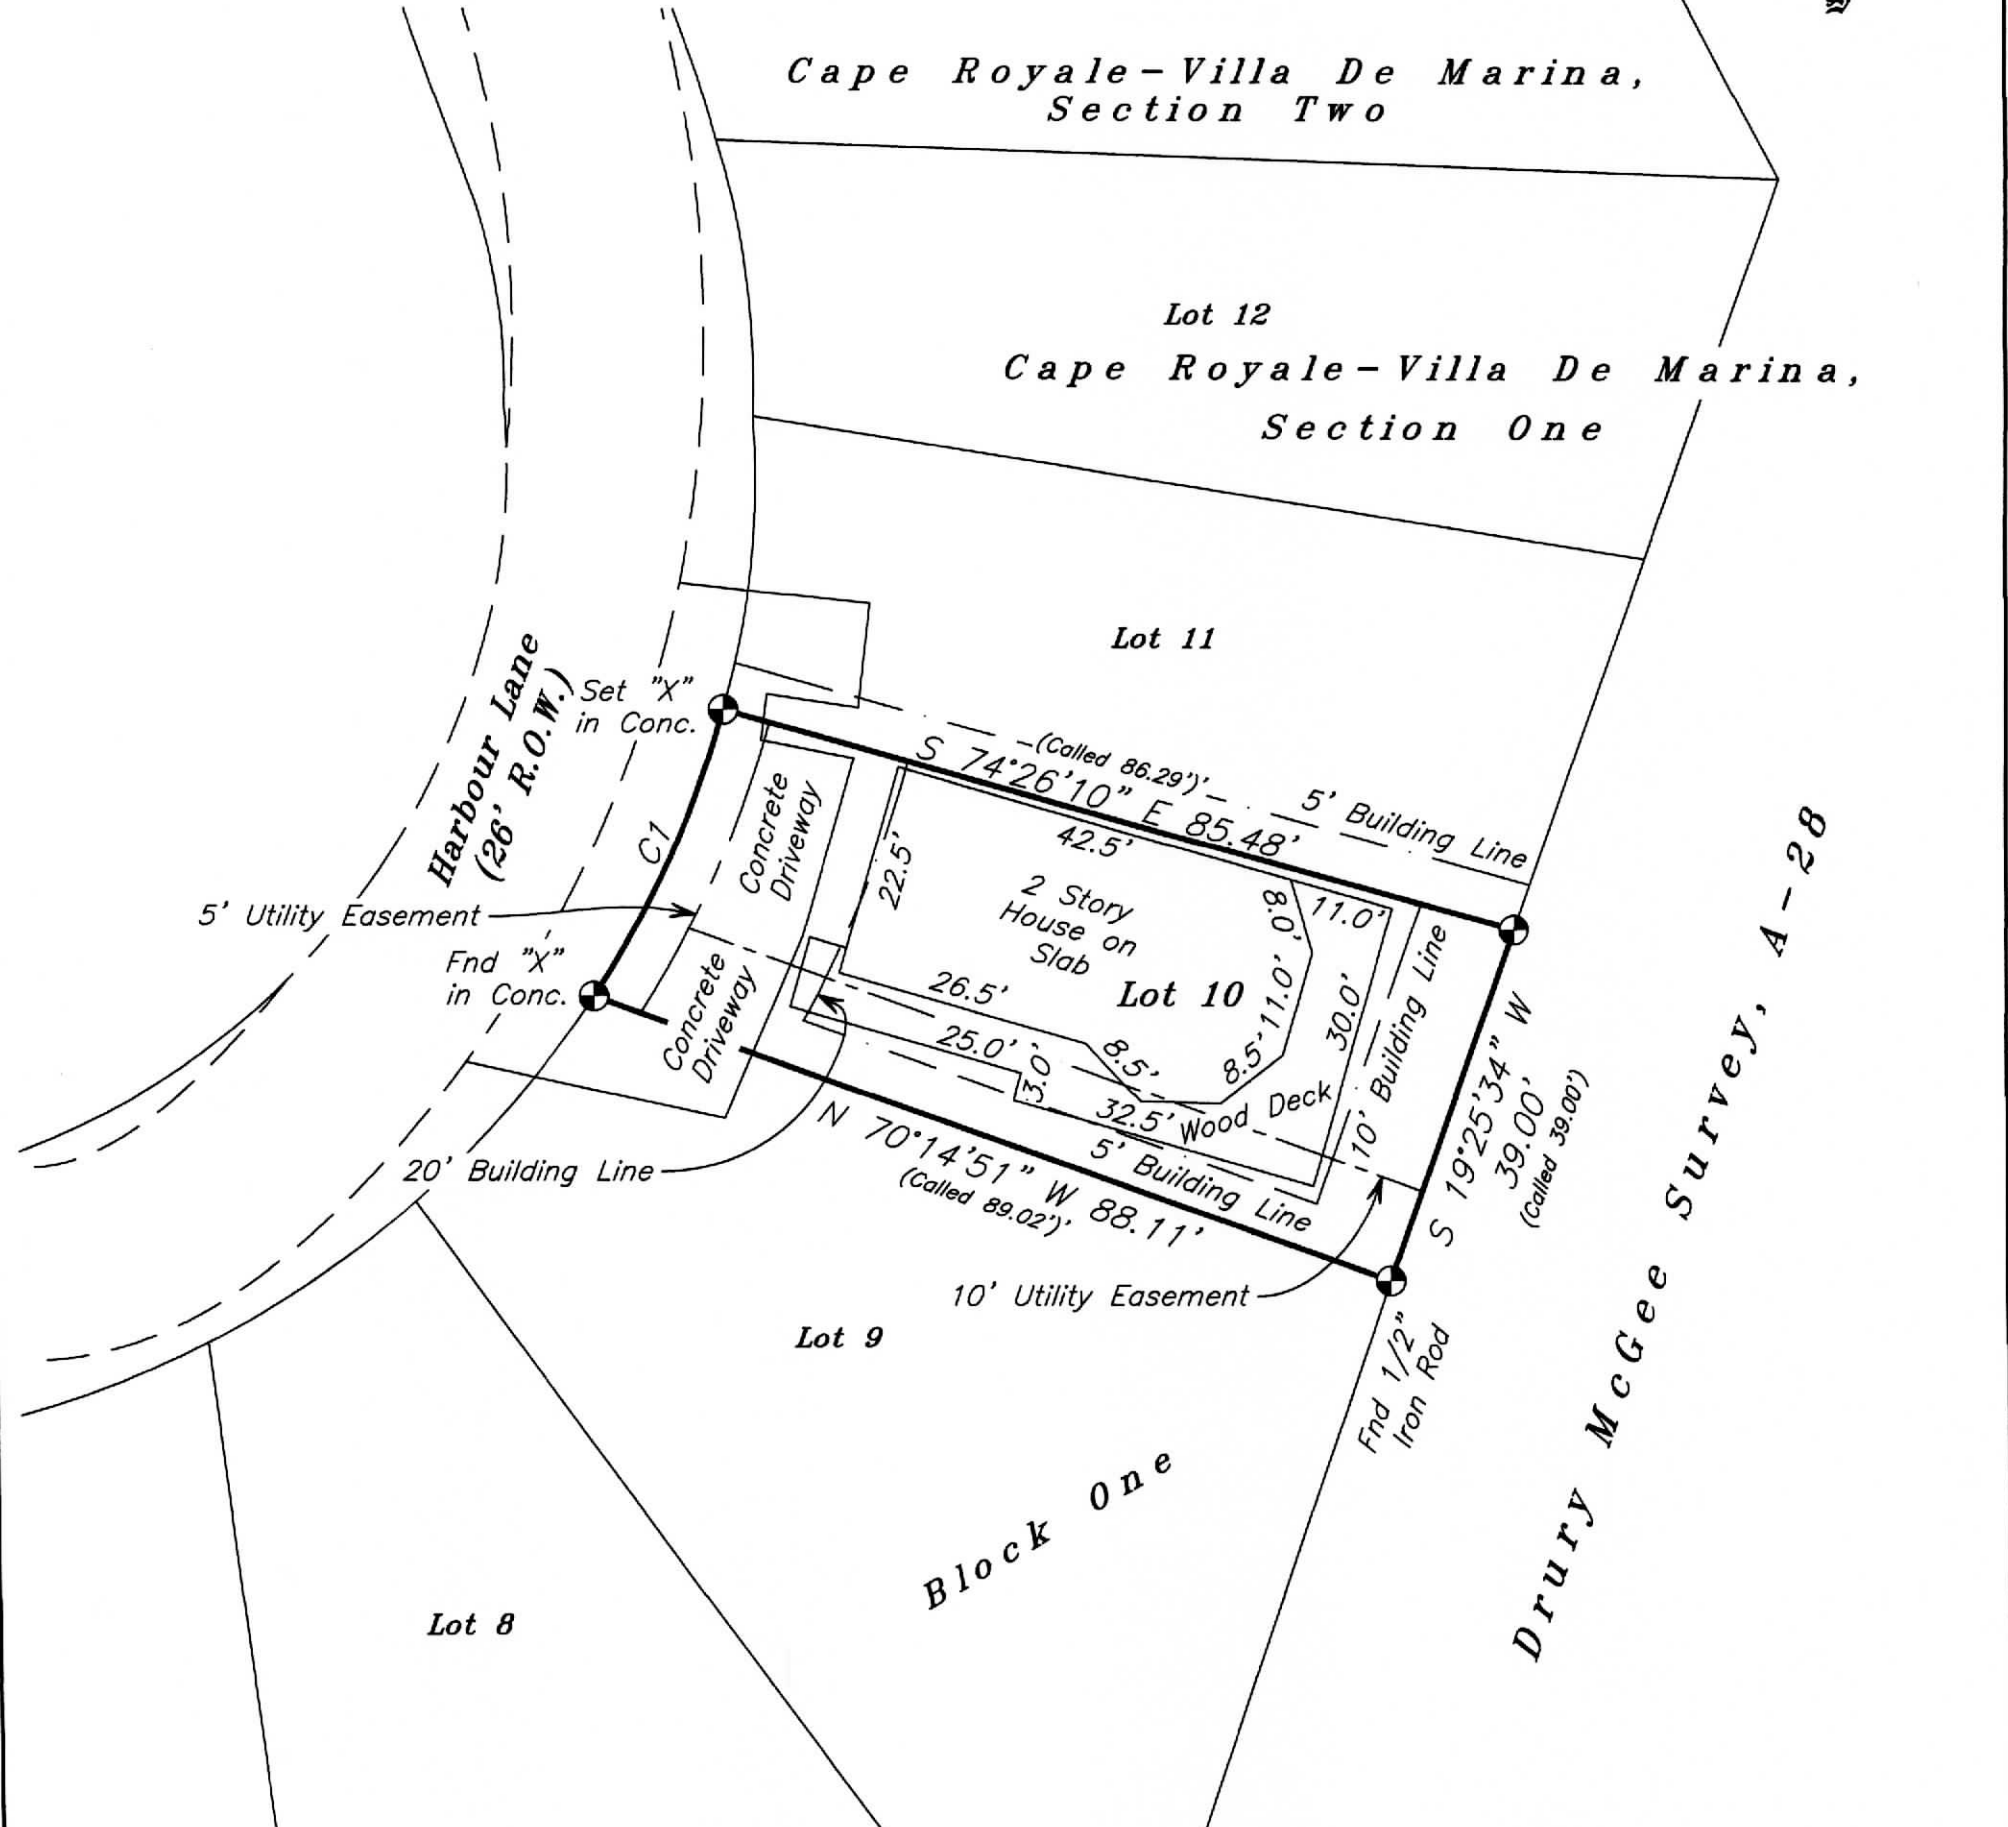 Cape Royale-Villa De Marina,
Section Two
Lot 12
Cape Royale-Villa De Marina,
Section One
Lot 11
Harbour Lane
(26' R.O.W.)
Set "X"
in Conc.
C1
5' Utility Easement
Fnd "X"
in Conc.
(Called 86.29')'
S 74°26'10" E 85.48'
5' Building Line
Concrete
Driveway
Concrete
Driveway
22.5'
42.5'
2 Story
House on
Slab
Lot 10
8.0'
11.0'
11.0'
30.0'
26.5'
25.0'
3.0'
8.5'
8.5'
32.5'
Wood Deck
10' Building Line
5' Building Line
20' Building Line
N 70°14'51" W 88.11'
(Called 89.02')'
10' Utility Easement
S 19°25'34" W
39.00'
(Called 39.00')
Fnd 1/2"
Iron Rod
Lot 9
Block One
Lot 8
Drury McGee Survey, A-28